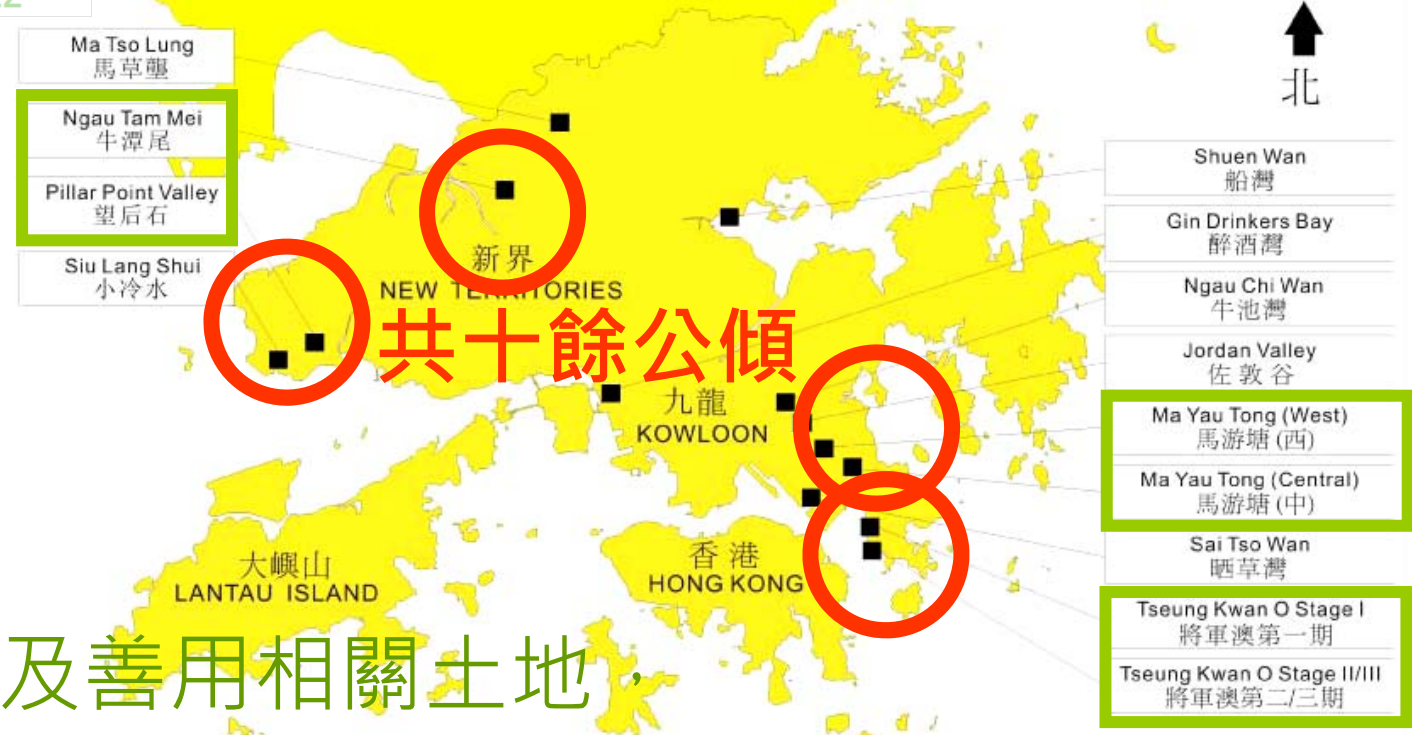 Ma Tso Lung
馬草壟
Ngau Tam Mei
牛潭尾
Pillar Point Valley
望后石
Siu Lang Shui
小冷水
北
Shuen Wan
船灣
Gin Drinkers Bay
醉酒灣
Ngau Chi Wan
牛池灣
Jordan Valley
佐敦谷
Ma Yau Tong (West)
馬游塘(西)
Ma Yau Tong (Central)
馬游塘(中)
Sai Tso Wan
晒草灣
Tseung Kwan O Stage I
將軍澳第一期
Tseung Kwan O Stage II/III
將軍澳第二/三期
新界
NEW TERRITORIES
共十餘公傾
九龍
KOWLOON
香港
HONG KONG
大嶼山
LANTAU ISLAND
及善用相關土地，